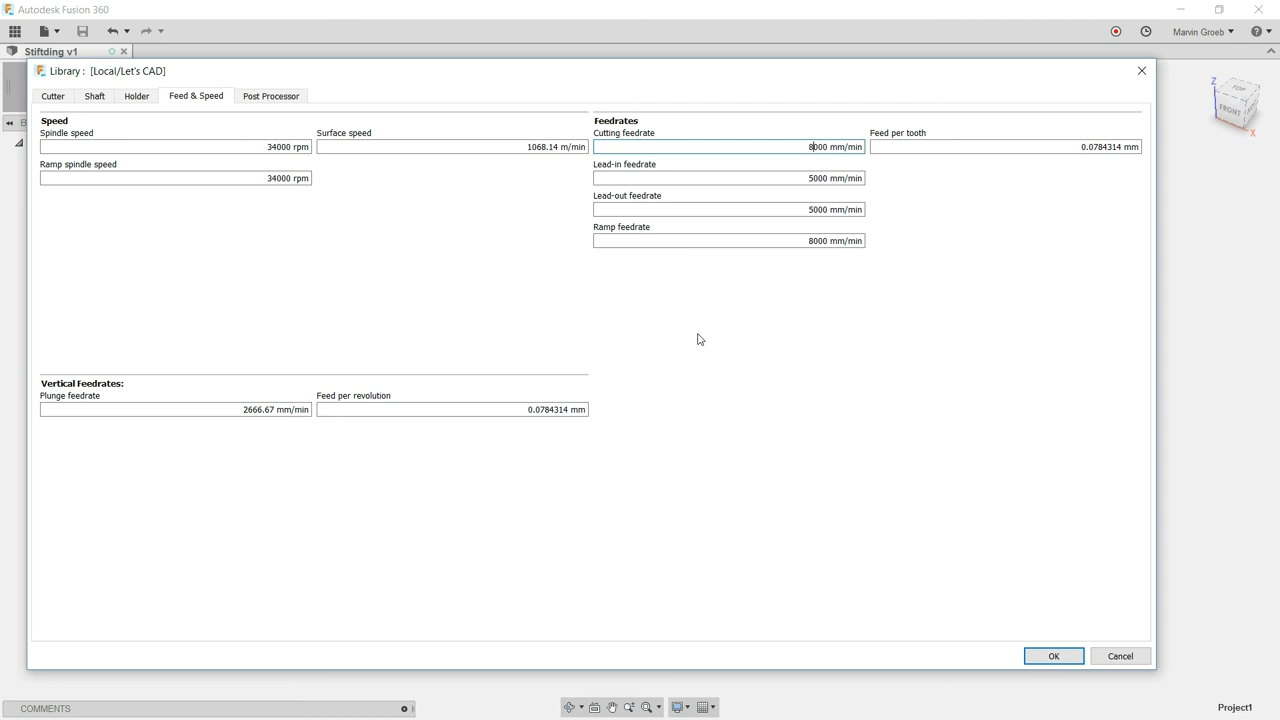 Autodesk Fusion 360
Marvin Groeb
Stiftding v1
Library : [Local/Let's CAD]
Cutter Shaft Holder Feed & Speed Post Processor
Speed
Spindle speed Surface speed
34000 rpm 1068.14 m/min
Ramp spindle speed
34000 rpm
Feedrates
Cutting feedrate Feed per tooth
8000 mm/min 0.0784314 mm
Lead-in feedrate
5000 mm/min
Lead-out feedrate
5000 mm/min
Ramp feedrate
8000 mm/min
Vertical Feedrates:
Plunge feedrate Feed per revolution
2666.67 mm/min 0.0784314 mm
OK Cancel
TOP
FRONT
Z
X
COMMENTS
Project1